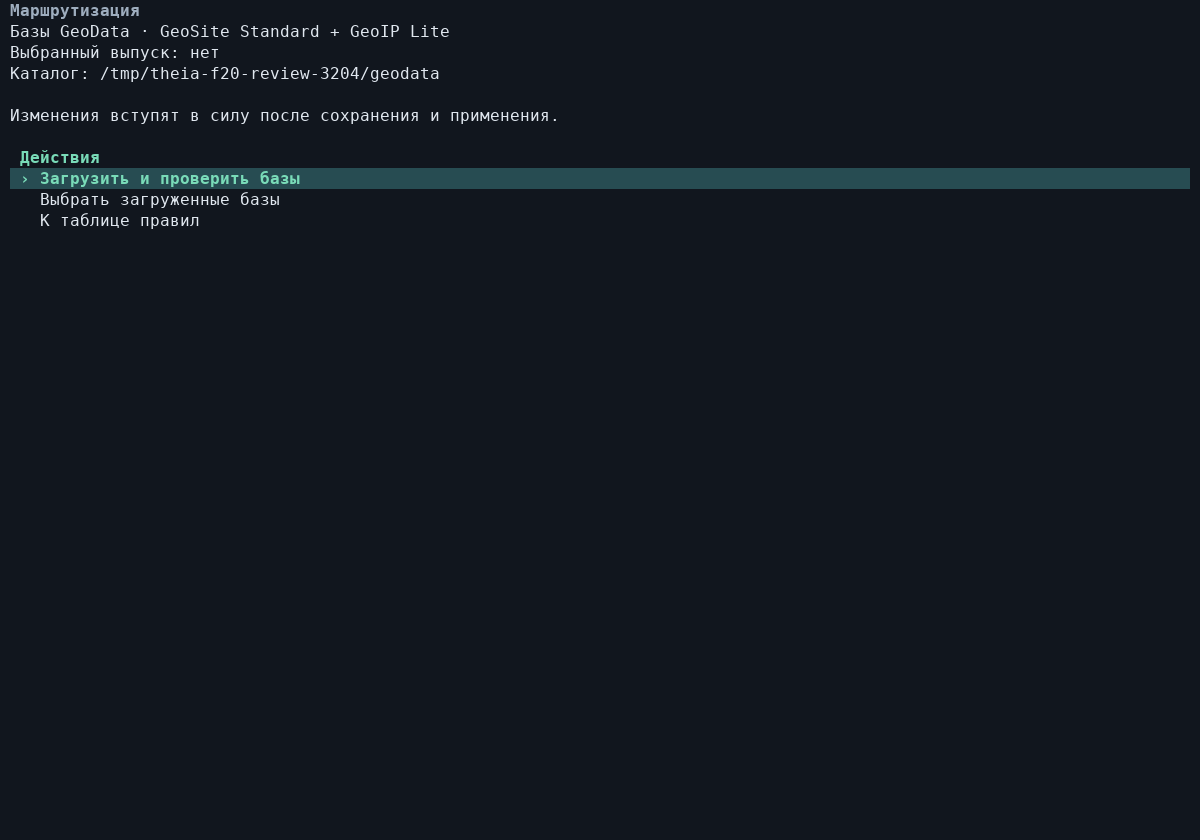 Маршрутизация
Базы GeoData · GeoSite Standard + GeoIP Lite
Выбранный выпуск: нет
Каталог: /tmp/theia-f20-review-3204/geodata
Изменения вступят в силу после сохранения и применения.
Действия
› Загрузить и проверить базы
Выбрать загруженные базы
К таблице правил